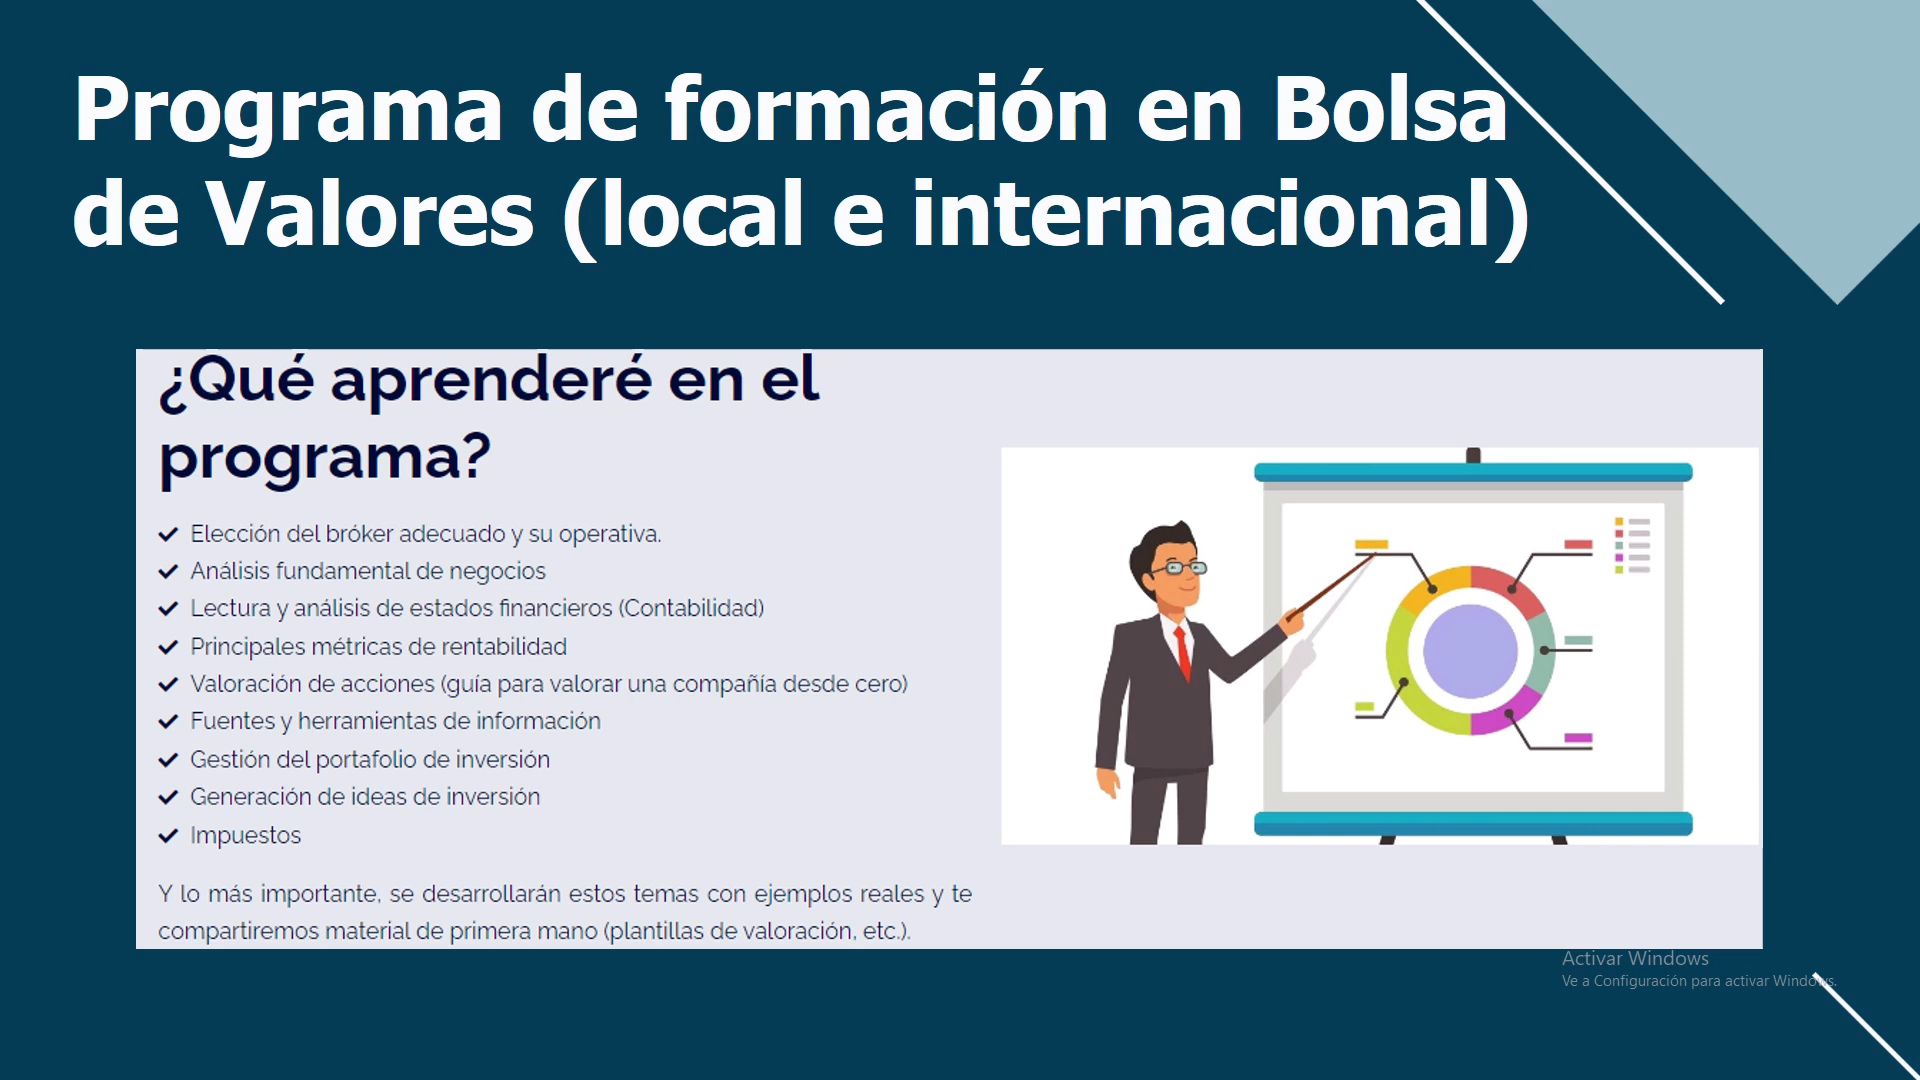 Programa de formación en Bolsa
de Valores (local e internacional)
¿Qué aprenderé en el
programa?
Elección del bróker adecuado y su operativa.
Análisis fundamental de negocios
Lectura y análisis de estados financieros (Contabilidad)
Principales métricas de rentabilidad
Valoración de acciones (guía para valorar una compañía desde cero)
Fuentes y herramientas de información
Gestión del portafolio de inversión
Generación de ideas de inversión
Impuestos
Y lo más importante, se desarrollarán estos temas con ejemplos reales y te
compartiremos material de primera mano (plantillas de valoración, etc.).
Activar Windows
Ve a Configuración para activar Windows.